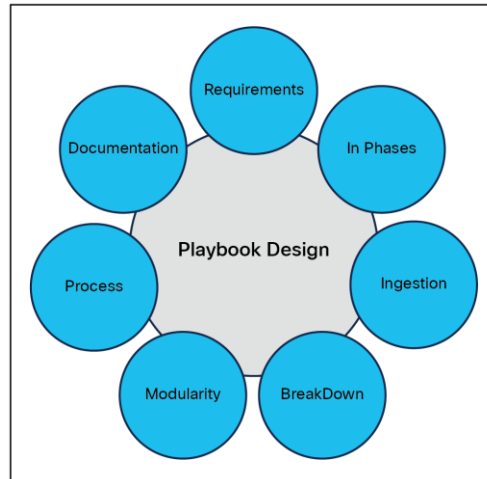 Requirements
Documentation
In Phases
Playbook Design
Process
Ingestion
Modularity
BreakDown